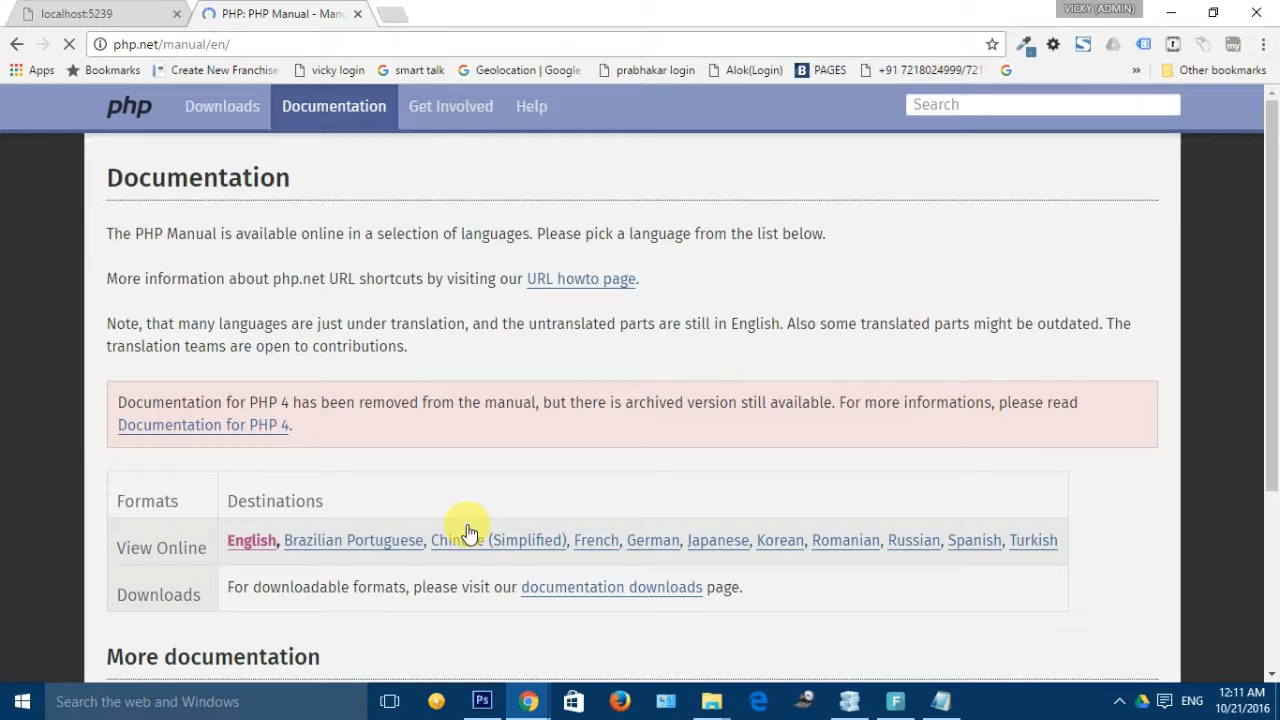 localhost:5239
PHP: PHP Manual - Manu
VICKY (ADMIN)
php.net/manual/en/
Apps
Bookmarks
Create New Franchise
vicky login
smart talk
Geolocation | Google
prabhakar login
Alok(Login)
PAGES
+91 7218024999/721
Other bookmarks
php
Downloads
Documentation
Get Involved
Help
Search
Documentation
The PHP Manual is available online in a selection of languages. Please pick a language from the list below.
More information about php.net URL shortcuts by visiting our URL howto page.
Note, that many languages are just under translation, and the untranslated parts are still in English. Also some translated parts might be outdated. The
translation teams are open to contributions.
Documentation for PHP 4 has been removed from the manual, but there is archived version still available. For more informations, please read
Documentation for PHP 4.
Formats
Destinations
View Online
English, Brazilian Portuguese, Chinese (Simplified), French, German, Japanese, Korean, Romanian, Russian, Spanish, Turkish
Downloads
For downloadable formats, please visit our documentation downloads page.
More documentation
Search the web and Windows
Ps
F
ENG
12:11 AM
10/21/2016